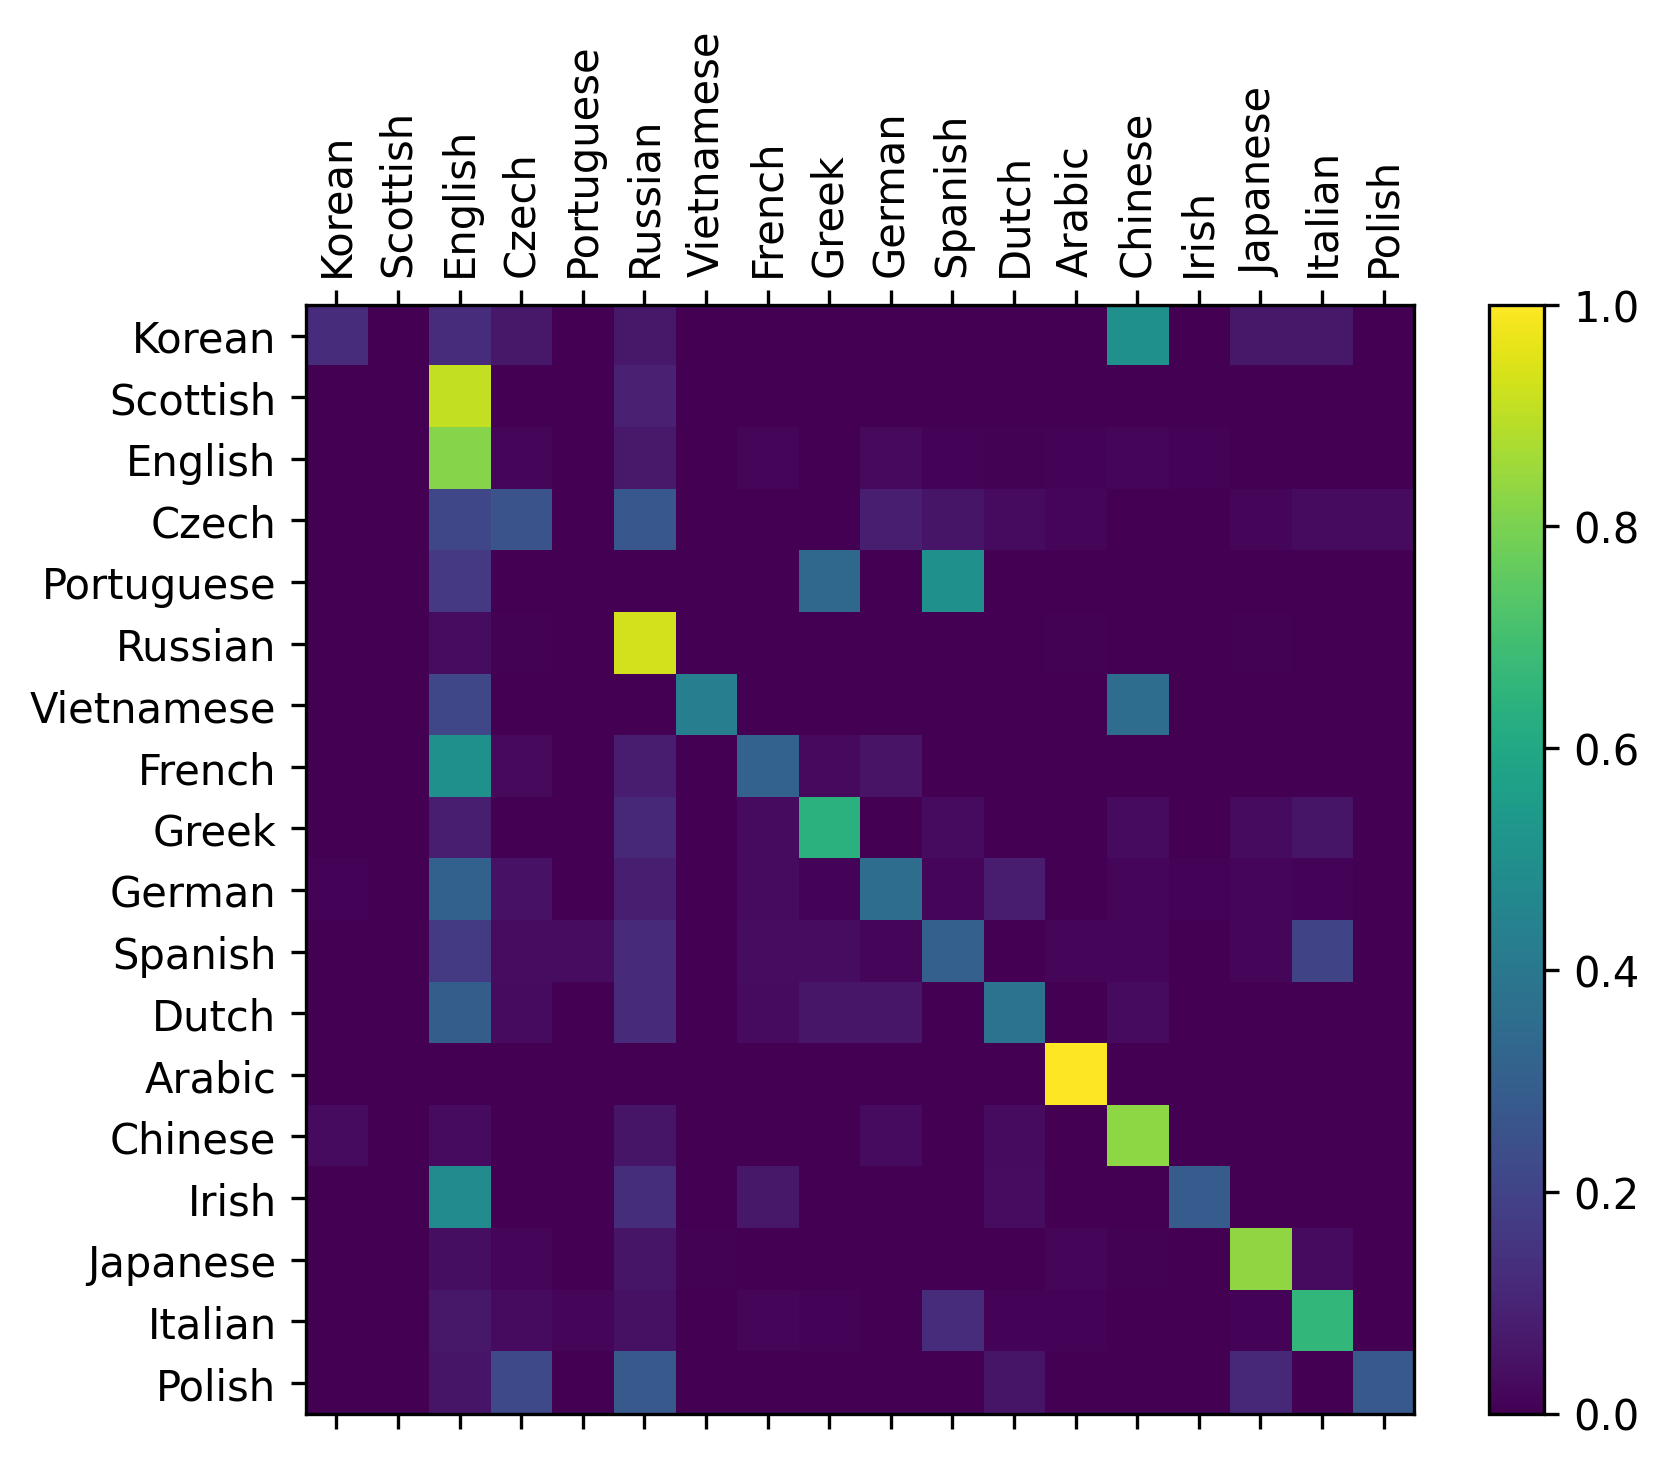 Korean
Scottish
English
Czech
Portuguese
Russian
Vietnamese
French
Greek
German
Spanish
Dutch
Arabic
Chinese
Irish
Japanese
Italian
Polish
Korean
Scottish
English
Czech
Portuguese
Russian
Vietnamese
French
Greek
German
Spanish
Dutch
Arabic
Chinese
Irish
Japanese
Italian
Polish
1.0
0.8
0.6
0.4
0.2
0.0